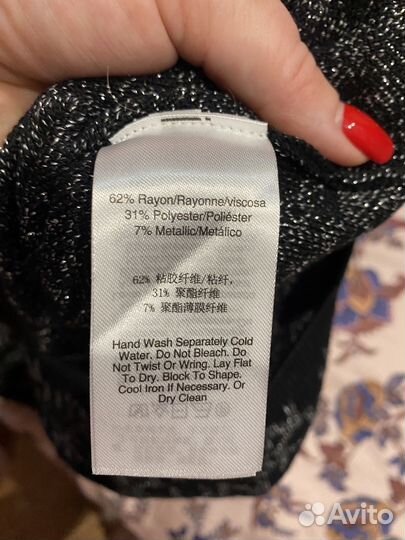 62% Rayon/Rayonne/viscosa
31% Polyester/Poliéster
7% Metallic/Metálico
62% 粘胶纤维/粘纤,
31% 聚酯纤维
7% 聚酯薄膜纤维
Hand Wash Separately Cold
Water. Do Not Bleach. Do
Not Twist Or Wring. Lay Flat
To Dry. Block To Shape.
Cool Iron If Necessary. Or
Dry Clean
Avito